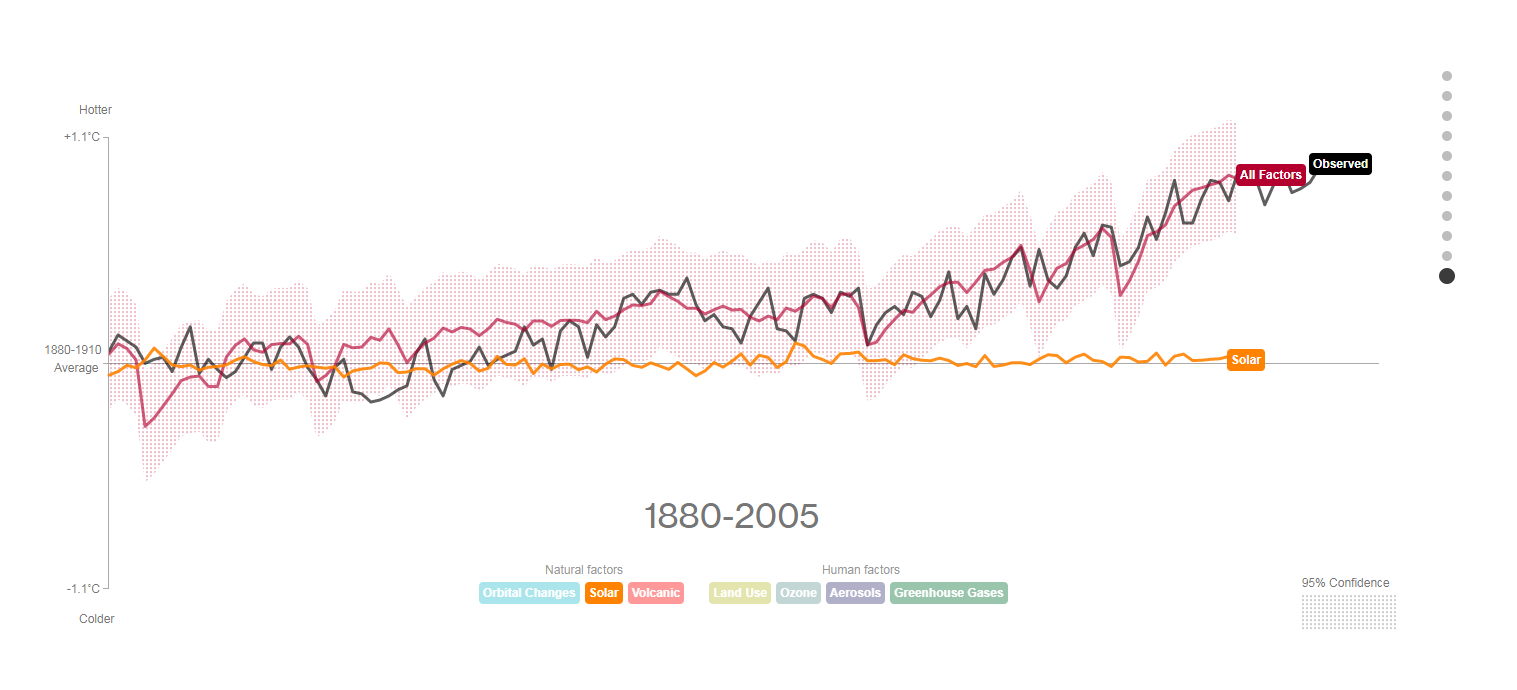 Hotter
+1.1°C
Observed
All Factors
1880-1910
Average
Solar
1880-2005
Natural factors
Human factors
Orbital Changes
Solar
Volcanic
Land Use
Ozone
Aerosols
Greenhouse Gases
95% Confidence
-1.1°C
Colder